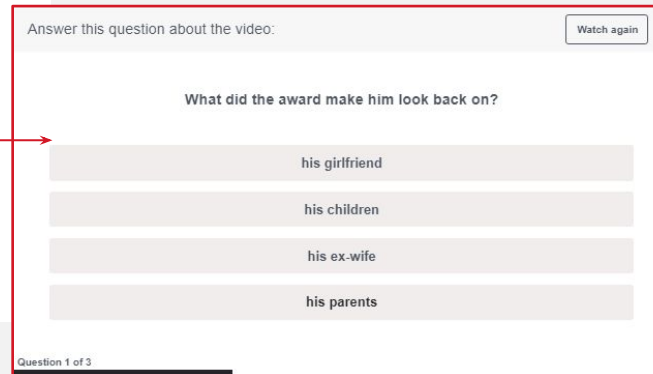 Answer this question about the video:
Watch again
What did the award make him look back on?
his girlfriend
his children
his ex-wife
his parents
Question 1 of 3